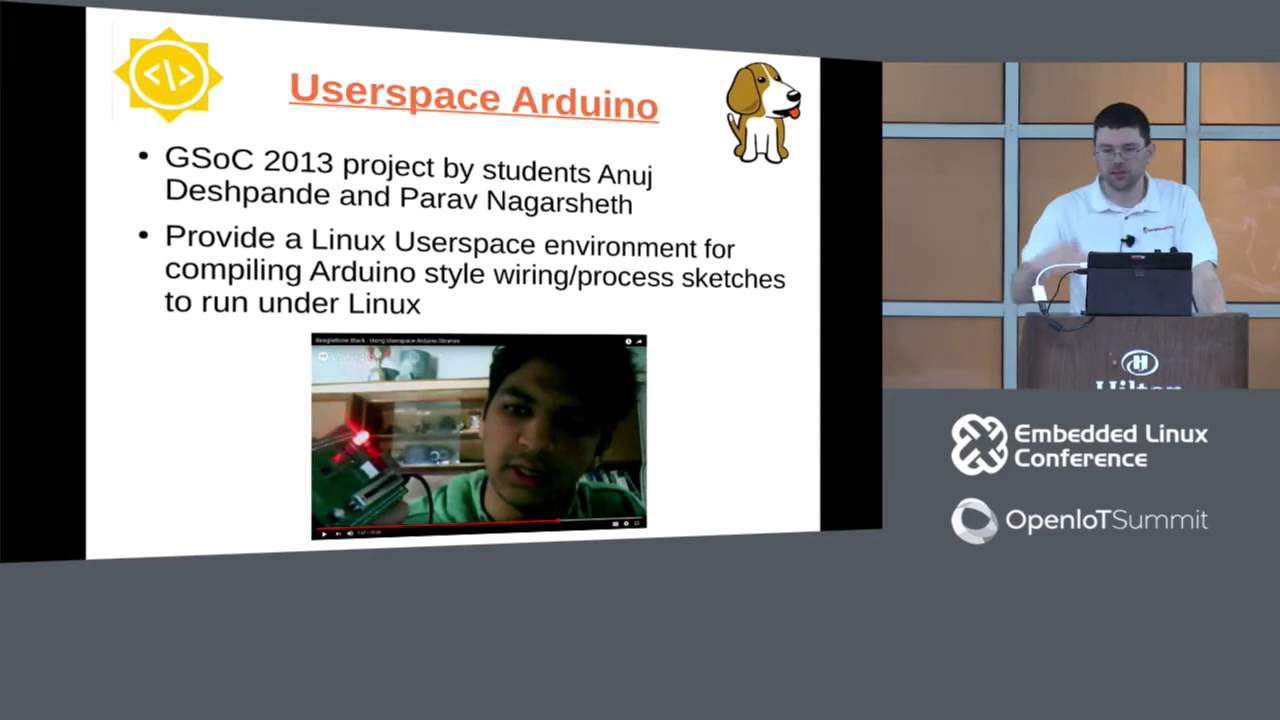 Userspace Arduino
• GSoC 2013 project by students Anuj
Deshpande and Parav Nagarsheth
• Provide a Linux Userspace environment for
compiling Arduino style wiring/process sketches
to run under Linux
BeagleBone Black : Using Userspace-Arduino libraries
Hilton
Embedded Linux
Conference
OpenIoTSummit